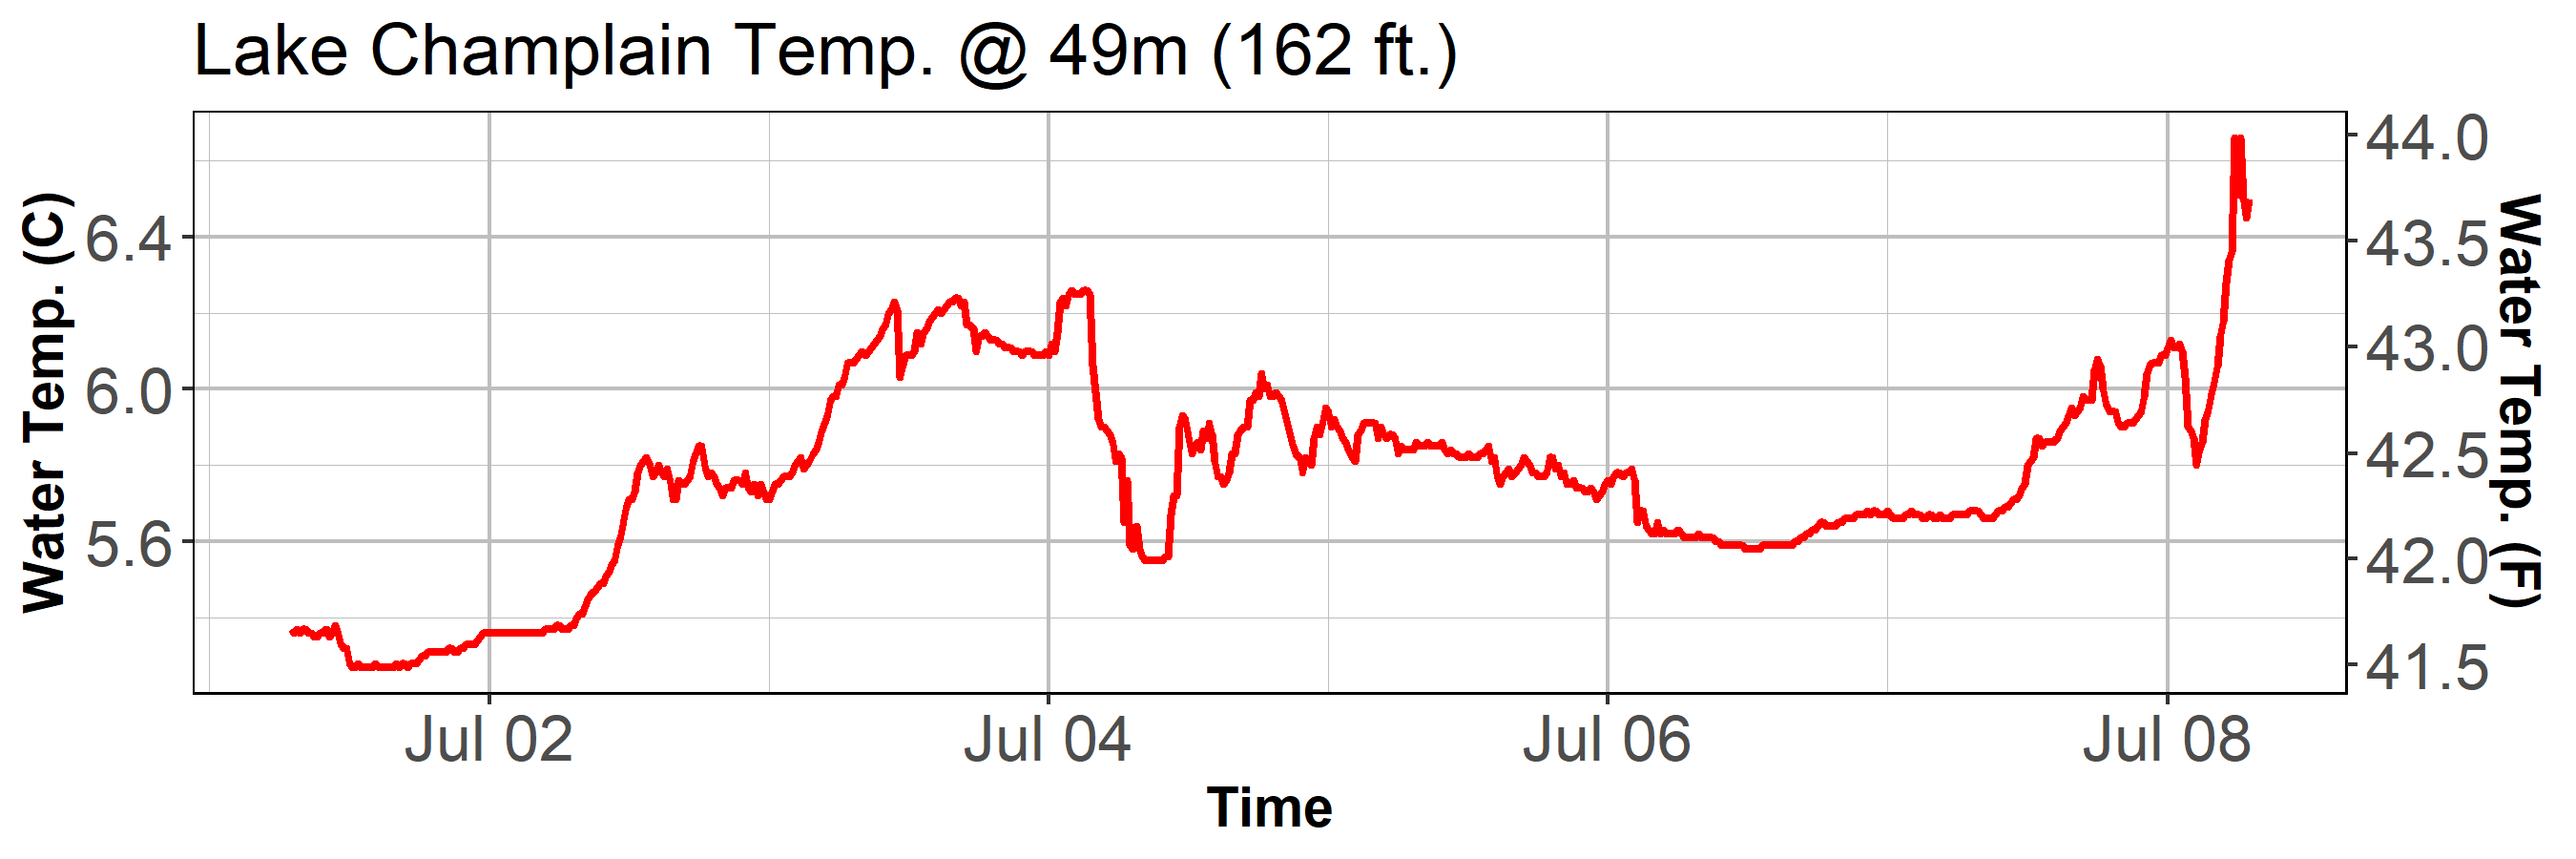 Lake Champlain Temp. @ 49m (162 ft.)
Water Temp. (C)
6.4
6.0
5.6
44.0
43.5
43.0
42.5
42.0
41.5
Water Temp. (F)
Jul 02 Jul 04 Jul 06 Jul 08
Time